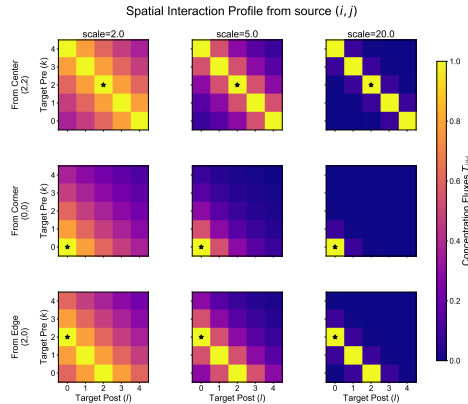 Spatial Interaction Profile from source (i, j)
scale=2.0 scale=5.0 scale=20.0
From Center
(2,2)
Target Pre (k)
4
3
2
1
0
From Corner
(0,0)
Target Pre (k)
4
3
2
1
0
From Edge
(2,0)
Target Pre (k)
4
3
2
1
0
0 1 2 3 4
0 1 2 3 4
0 1 2 3 4
Target Post (l) Target Post (l) Target Post (l)
1.0
0.8
0.6
0.4
0.2
0.0
Concentration Fluxes